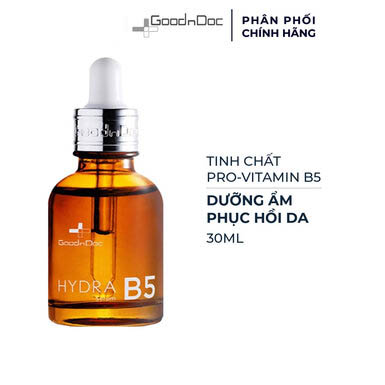 GoodnDoc
PHÂN PHỐI
CHÍNH HÃNG
GoodnDoc
TINH CHẤT
PRO-VITAMIN B5
DƯỠNG ẨM
PHỤC HỒI DA
30ML
GoodnDoc
HYDRA B5